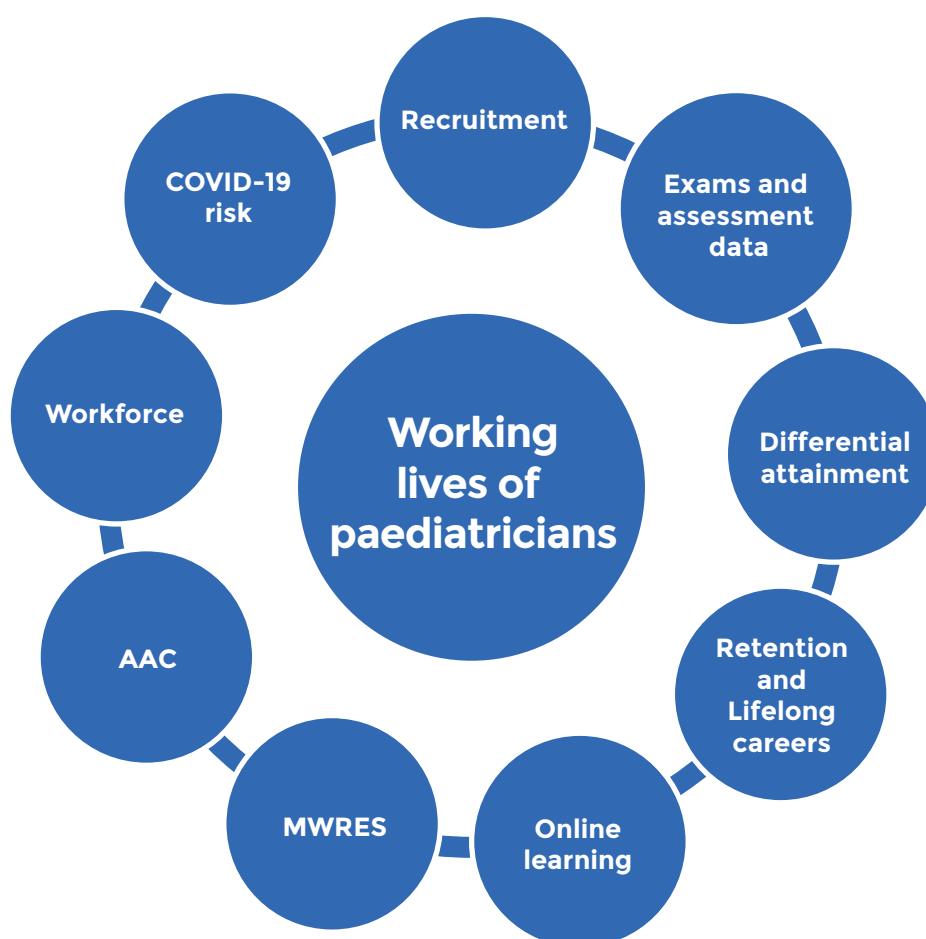 Recruitment
Exams and
assessment
data
Differential
attainment
Retention
and
Lifelong
careers
Online
learning
MWRES
AAC
Workforce
COVID-19
risk
Working
lives of
paediatricians